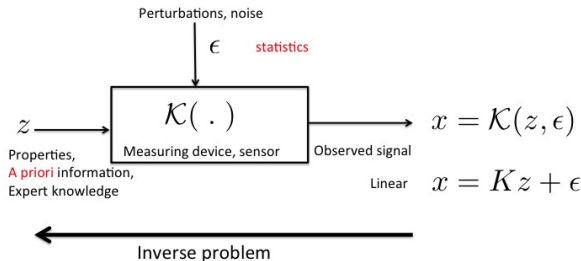 Perturbations, noise
ϵ statistics
𝒦( . )
z
Measuring device, sensor
Observed signal
x = 𝒦(z, ϵ)
Properties,
A priori information,
Expert knowledge
Linear x = Kz + ϵ
Inverse problem